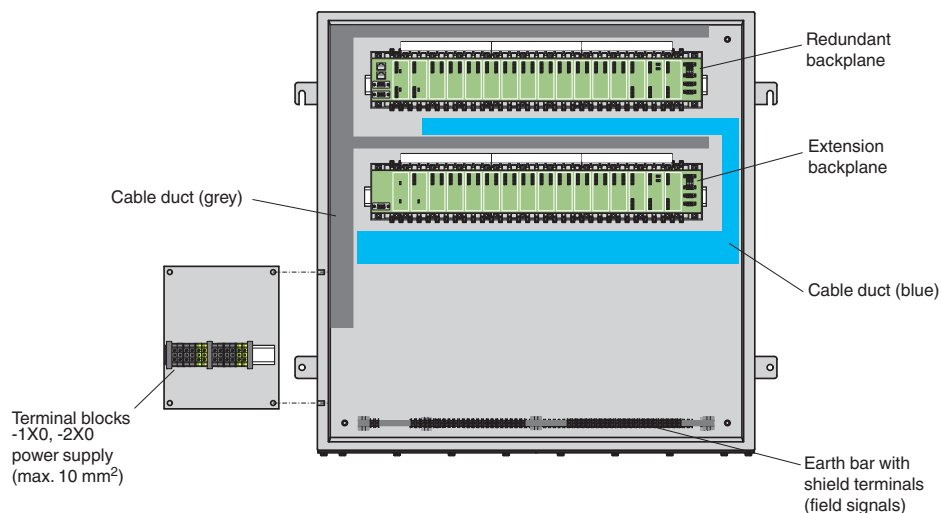 Redundant
backplane
Extension
backplane
Cable duct (grey)
Cable duct (blue)
Terminal blocks
-1X0, -2X0
power supply
(max. 10 mm²)
Earth bar with
shield terminals
(field signals)